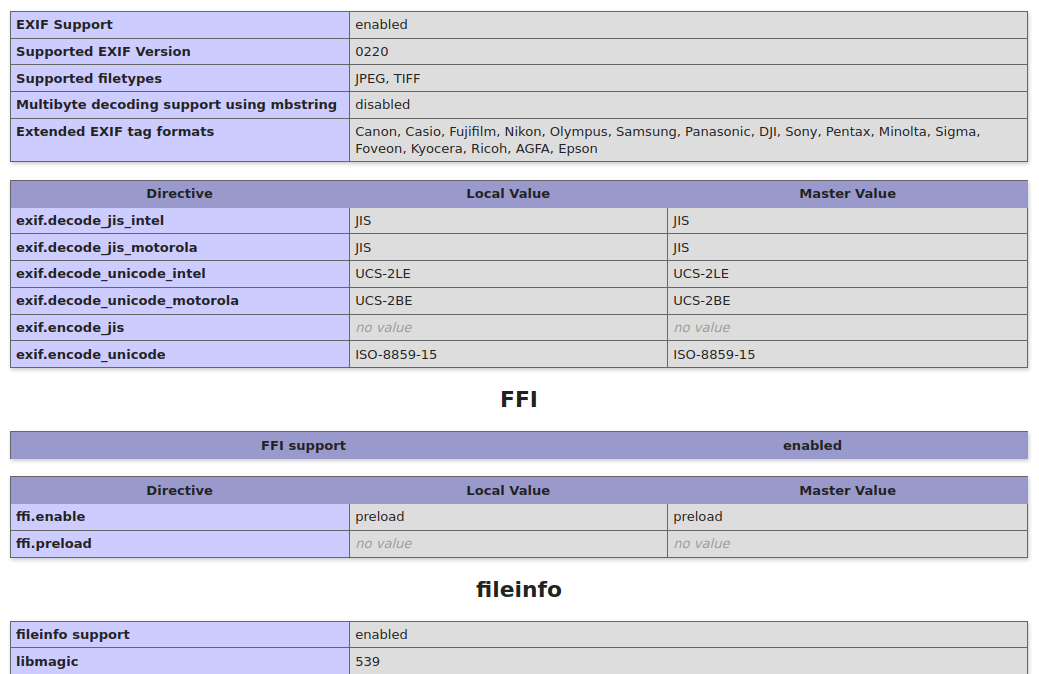 EXIF Support enabled
Supported EXIF Version 0220
Supported filetypes JPEG, TIFF
Multibyte decoding support using mbstring disabled
Extended EXIF tag formats Canon, Casio, Fujifilm, Nikon, Olympus, Samsung, Panasonic, DJI, Sony, Pentax, Minolta, Sigma,
Foveon, Kyocera, Ricoh, AGFA, Epson
Directive Local Value Master Value
exif.decode_jis_intel JIS JIS
exif.decode_jis_motorola JIS JIS
exif.decode_unicode_intel UCS-2LE UCS-2LE
exif.decode_unicode_motorola UCS-2BE UCS-2BE
exif.encode_jis no value no value
exif.encode_unicode ISO-8859-15 ISO-8859-15
FFI
FFI support enabled
Directive Local Value Master Value
ffi.enable preload preload
ffi.preload no value no value
fileinfo
fileinfo support enabled
libmagic 539